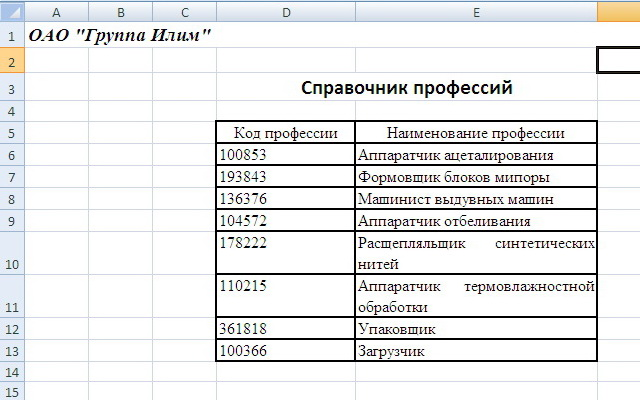 A B C D E
1 ОАО "Группа Илим"
2
3 Справочник профессий
4
5 Код профессии Наименование профессии
6 100853 Аппаратчик ацеталирования
7 193843 Формовщик блоков мипоры
8 136376 Машинист выдувных машин
9 104572 Аппаратчик отбеливания
178222 Расщепляльщик синтетических
10 нитей
110215 Аппаратчик термовлажностной
11 обработки
12 361818 Упаковщик
13 100366 Загрузчик
14
15